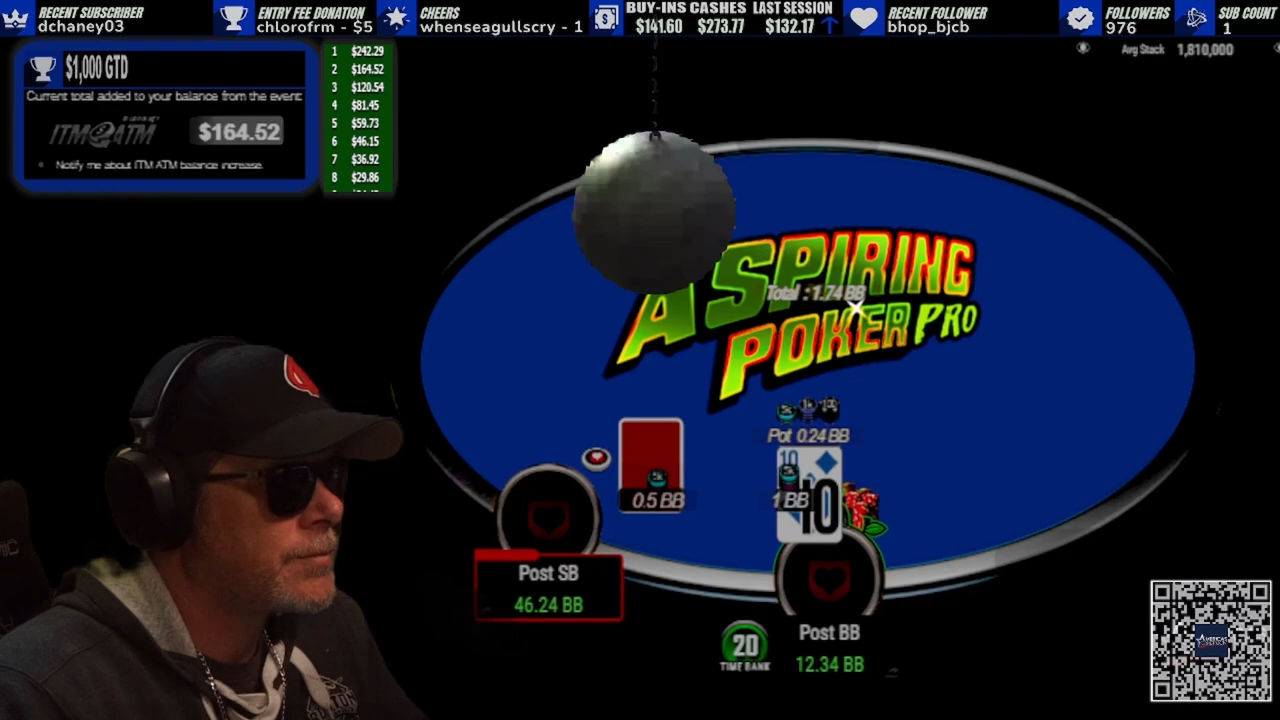 RECENT SUBSCRIBER
dchaney03
ENTRY FEE DONATION
chlorofrm - $5
CHEERS
whenseagullscry - 1
BUY-INS CASHES LAST SESSION
$141.60 $273.77 $132.17
RECENT FOLLOWER
bhop_bjcb
FOLLOWERS
976
SUB COUNT
1
Avg Stack 1,810,000
$1,000 GTD
Current total added to your balance from the event:
ITM ATM $164.52
Notify me about ITM ATM balance increase.
1 $242.29
2 $164.52
3 $120.54
4 $81.45
5 $59.73
6 $46.15
7 $36.92
8 $29.86
ASPIRING
POKER PRO
Total : 1.74 BB
Pot 0.24 BB
10
10
0.5 BB
1 BB
Post SB
46.24 BB
20
TIME BANK
Post BB
12.34 BB